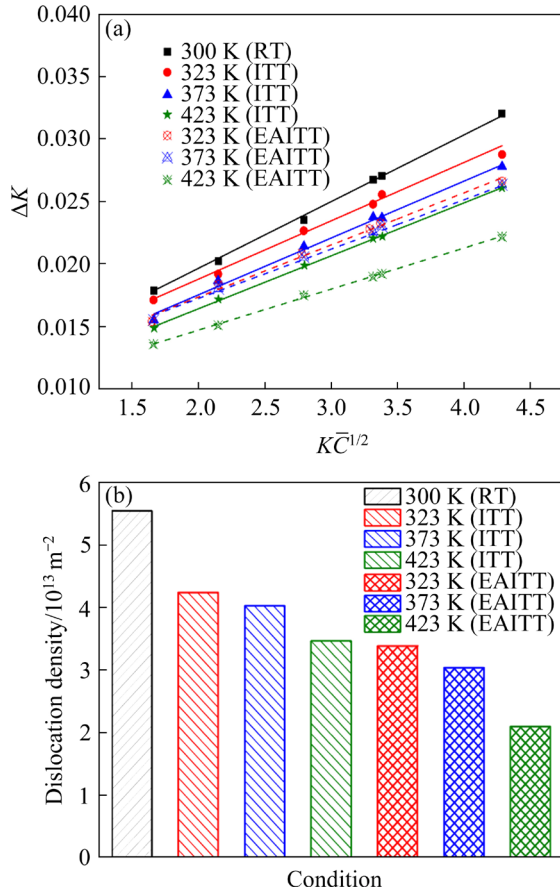 0.040
(a)
300 K (RT)
323 K (ITT)
373 K (ITT)
423 K (ITT)
323 K (EAITT)
373 K (EAITT)
423 K (EAITT)
0.035
0.030
0.025
0.020
0.015
0.010
ΔK
1.5 2.0 2.5 3.0 3.5 4.0 4.5
KC̄^{1/2}
6
(b)
300 K (RT)
323 K (ITT)
373 K (ITT)
423 K (ITT)
323 K (EAITT)
373 K (EAITT)
423 K (EAITT)
5
4
3
2
1
0
Dislocation density/10¹³ m⁻²
Condition